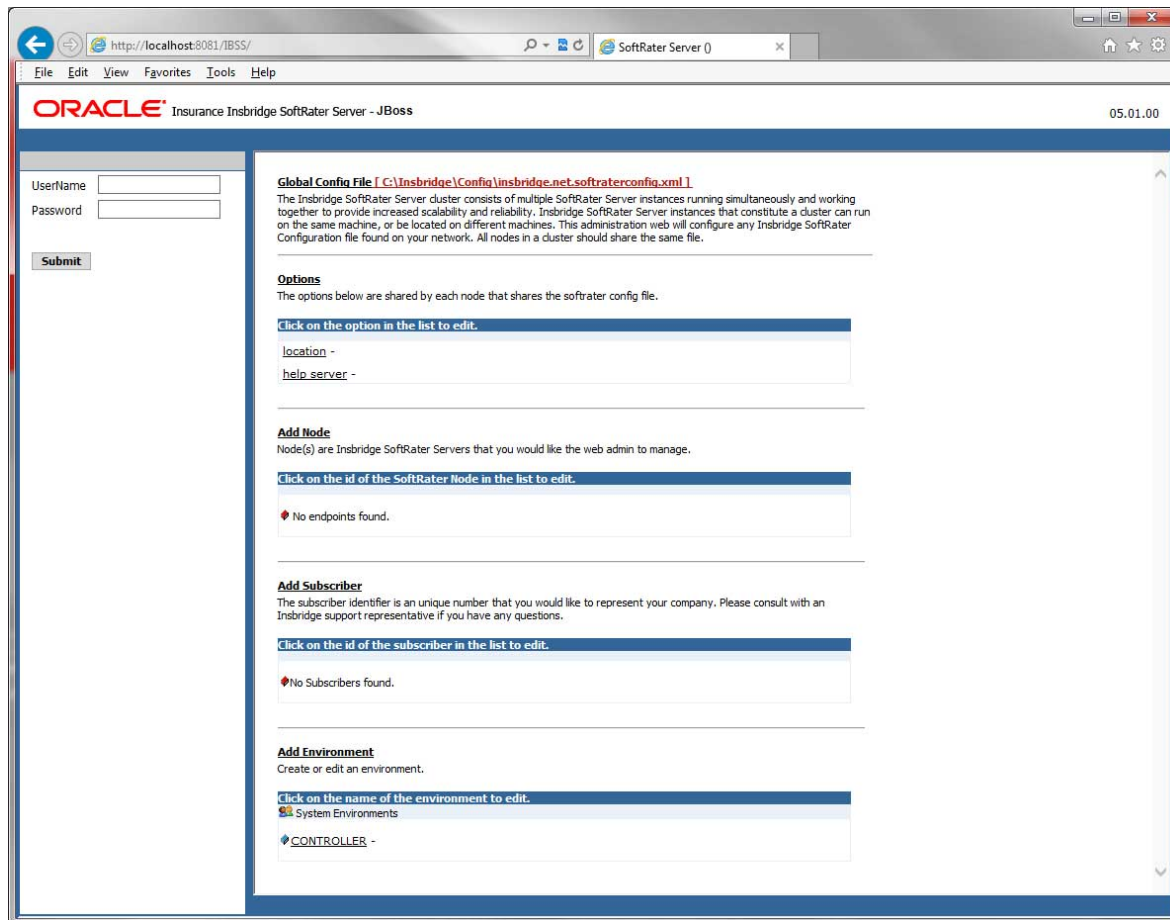 http://localhost:8081/IBSS/
SoftRater Server ()
File Edit View Favorites Tools Help
ORACLE Insurance Insbridge SoftRater Server - JBoss
05.01.00
UserName
Password
Submit
Global Config File [ C:\Insbridge\Config\insbridge.net.softraterconfig.xml ]
The Insbridge SoftRater Server cluster consists of multiple SoftRater Server instances running simultaneously and working
together to provide increased scalability and reliability. Insbridge SoftRater Server instances that constitute a cluster can run
on the same machine, or be located on different machines. This administration web will configure any Insbridge SoftRater
Configuration file found on your network. All nodes in a cluster should share the same file.
Options
The options below are shared by each node that shares the softrater config file.
Click on the option in the list to edit.
location -
help server -
Add Node
Node(s) are Insbridge SoftRater Servers that you would like the web admin to manage.
Click on the id of the SoftRater Node in the list to edit.
No endpoints found.
Add Subscriber
The subscriber identifier is an unique number that you would like to represent your company. Please consult with an
Insbridge support representative if you have any questions.
Click on the id of the subscriber in the list to edit.
No Subscribers found.
Add Environment
Create or edit an environment.
Click on the name of the environment to edit.
System Environments
CONTROLLER -